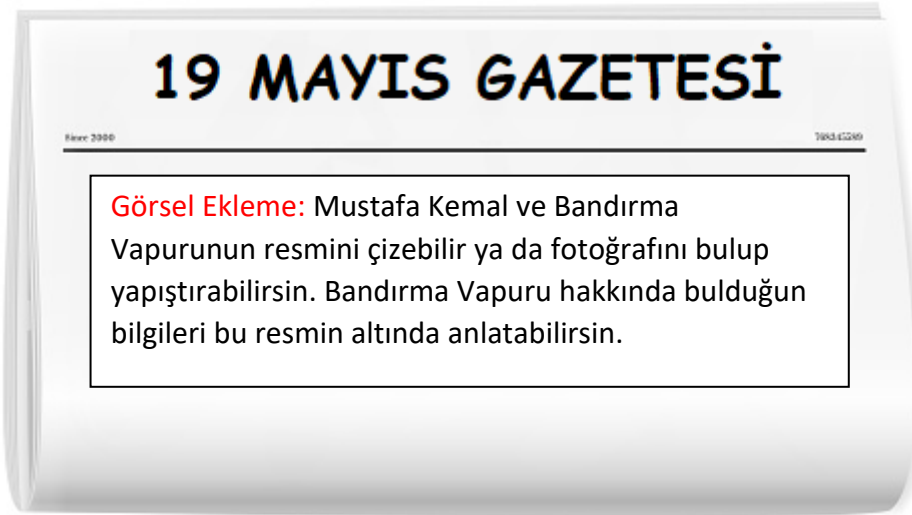 19 MAYIS GAZETESİ
Since 2000
Görsel Ekleme: Mustafa Kemal ve Bandırma
Vapurunun resmini çizebilir ya da fotoğrafını bulup
yapıştırabilirsin. Bandırma Vapuru hakkında bulduğun
bilgileri bu resmin altında anlatabilirsin.